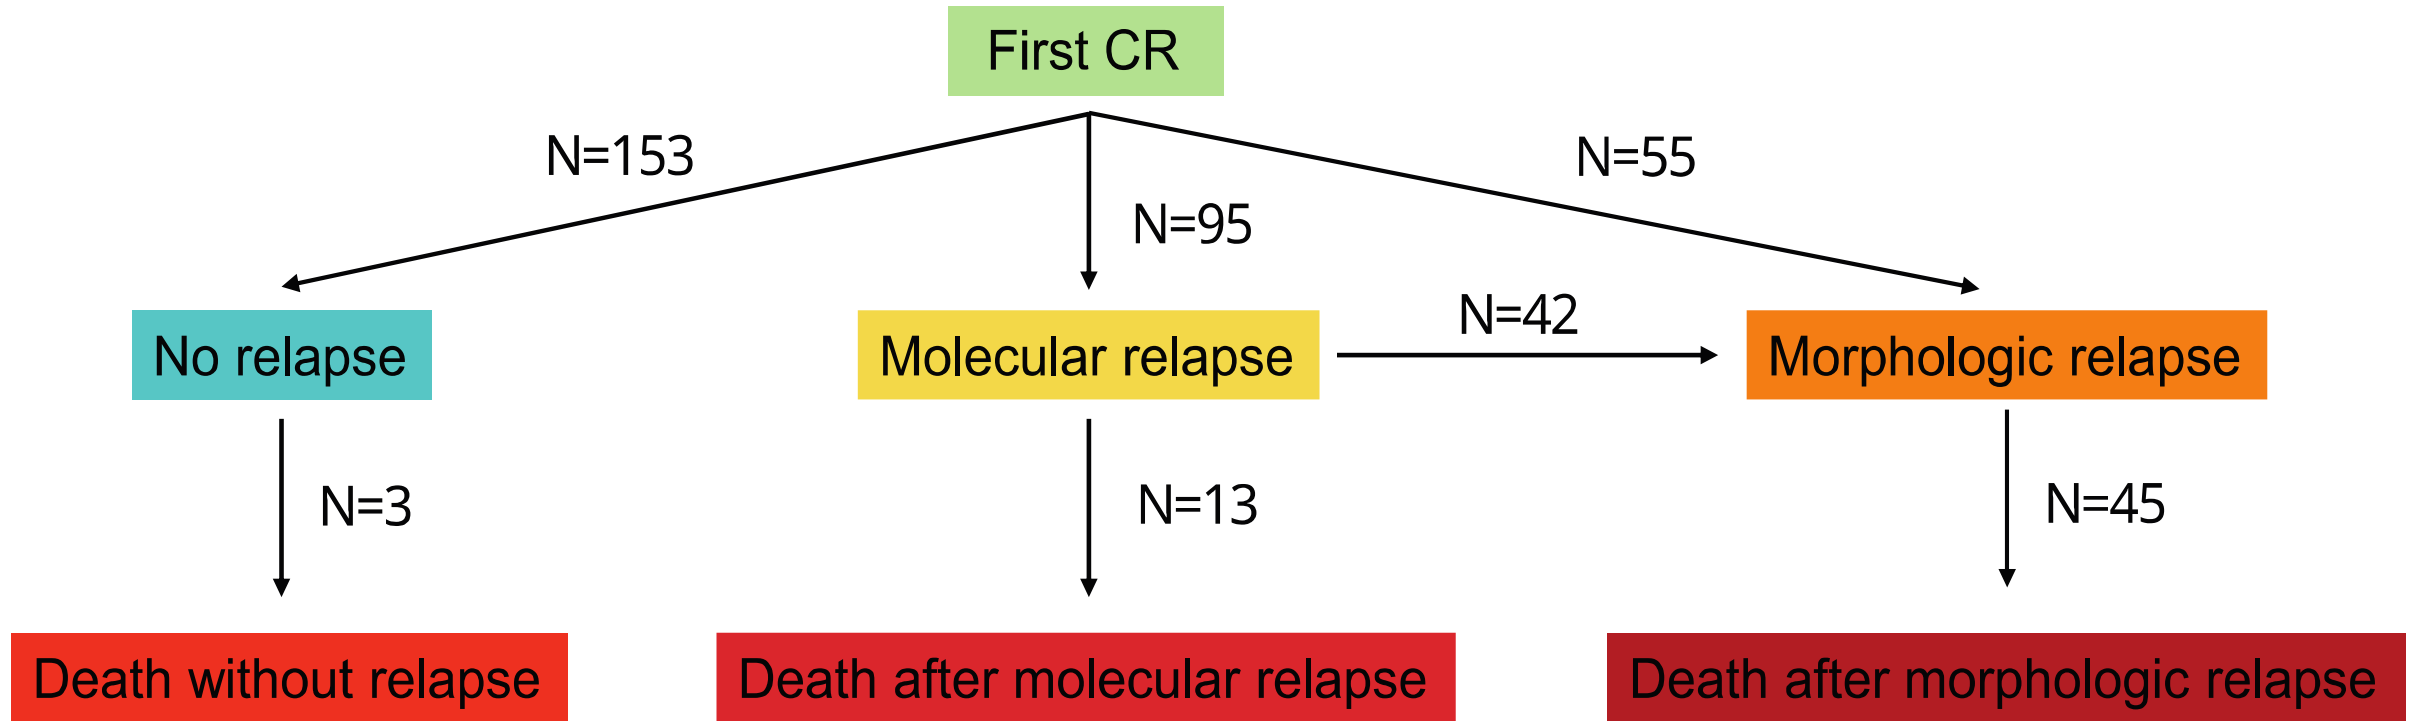 First CR
N=153
N=55
N=95
N=42
No relapse
Molecular relapse
Morphologic relapse
N=3
N=13
N=45
Death without relapse
Death after molecular relapse
Death after morphologic relapse